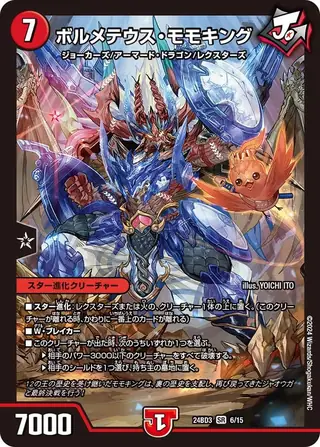 7
ボルメテウス・モモキング
ジョーカーズ/アーマード・ドラゴン/レクスターズ
J
illus. YOICHI ITO
スター進化クリーチャー
■スター進化:レクスターズまたは火の、クリーチャー1体の上に置く。(このクリーチャーが離れる時、かわりに一番上のカードが離れる)
■W・ブレイカー
■このクリーチャーが出た時、次のうちいずれか1つを選ぶ。
▶相手のパワー3000以下のクリーチャーをすべて破壊する。
▶相手のシールドを1つ選び、持ち主の墓地に置く。
12の王の歴史を受け継いだモモキングは、裏の歴史を支配し、再び戻ってきたジャオウガと最終決戦を行う!
7000
24BD3 SR 6/15
©2024 Wizards/Shogakukan/WHC